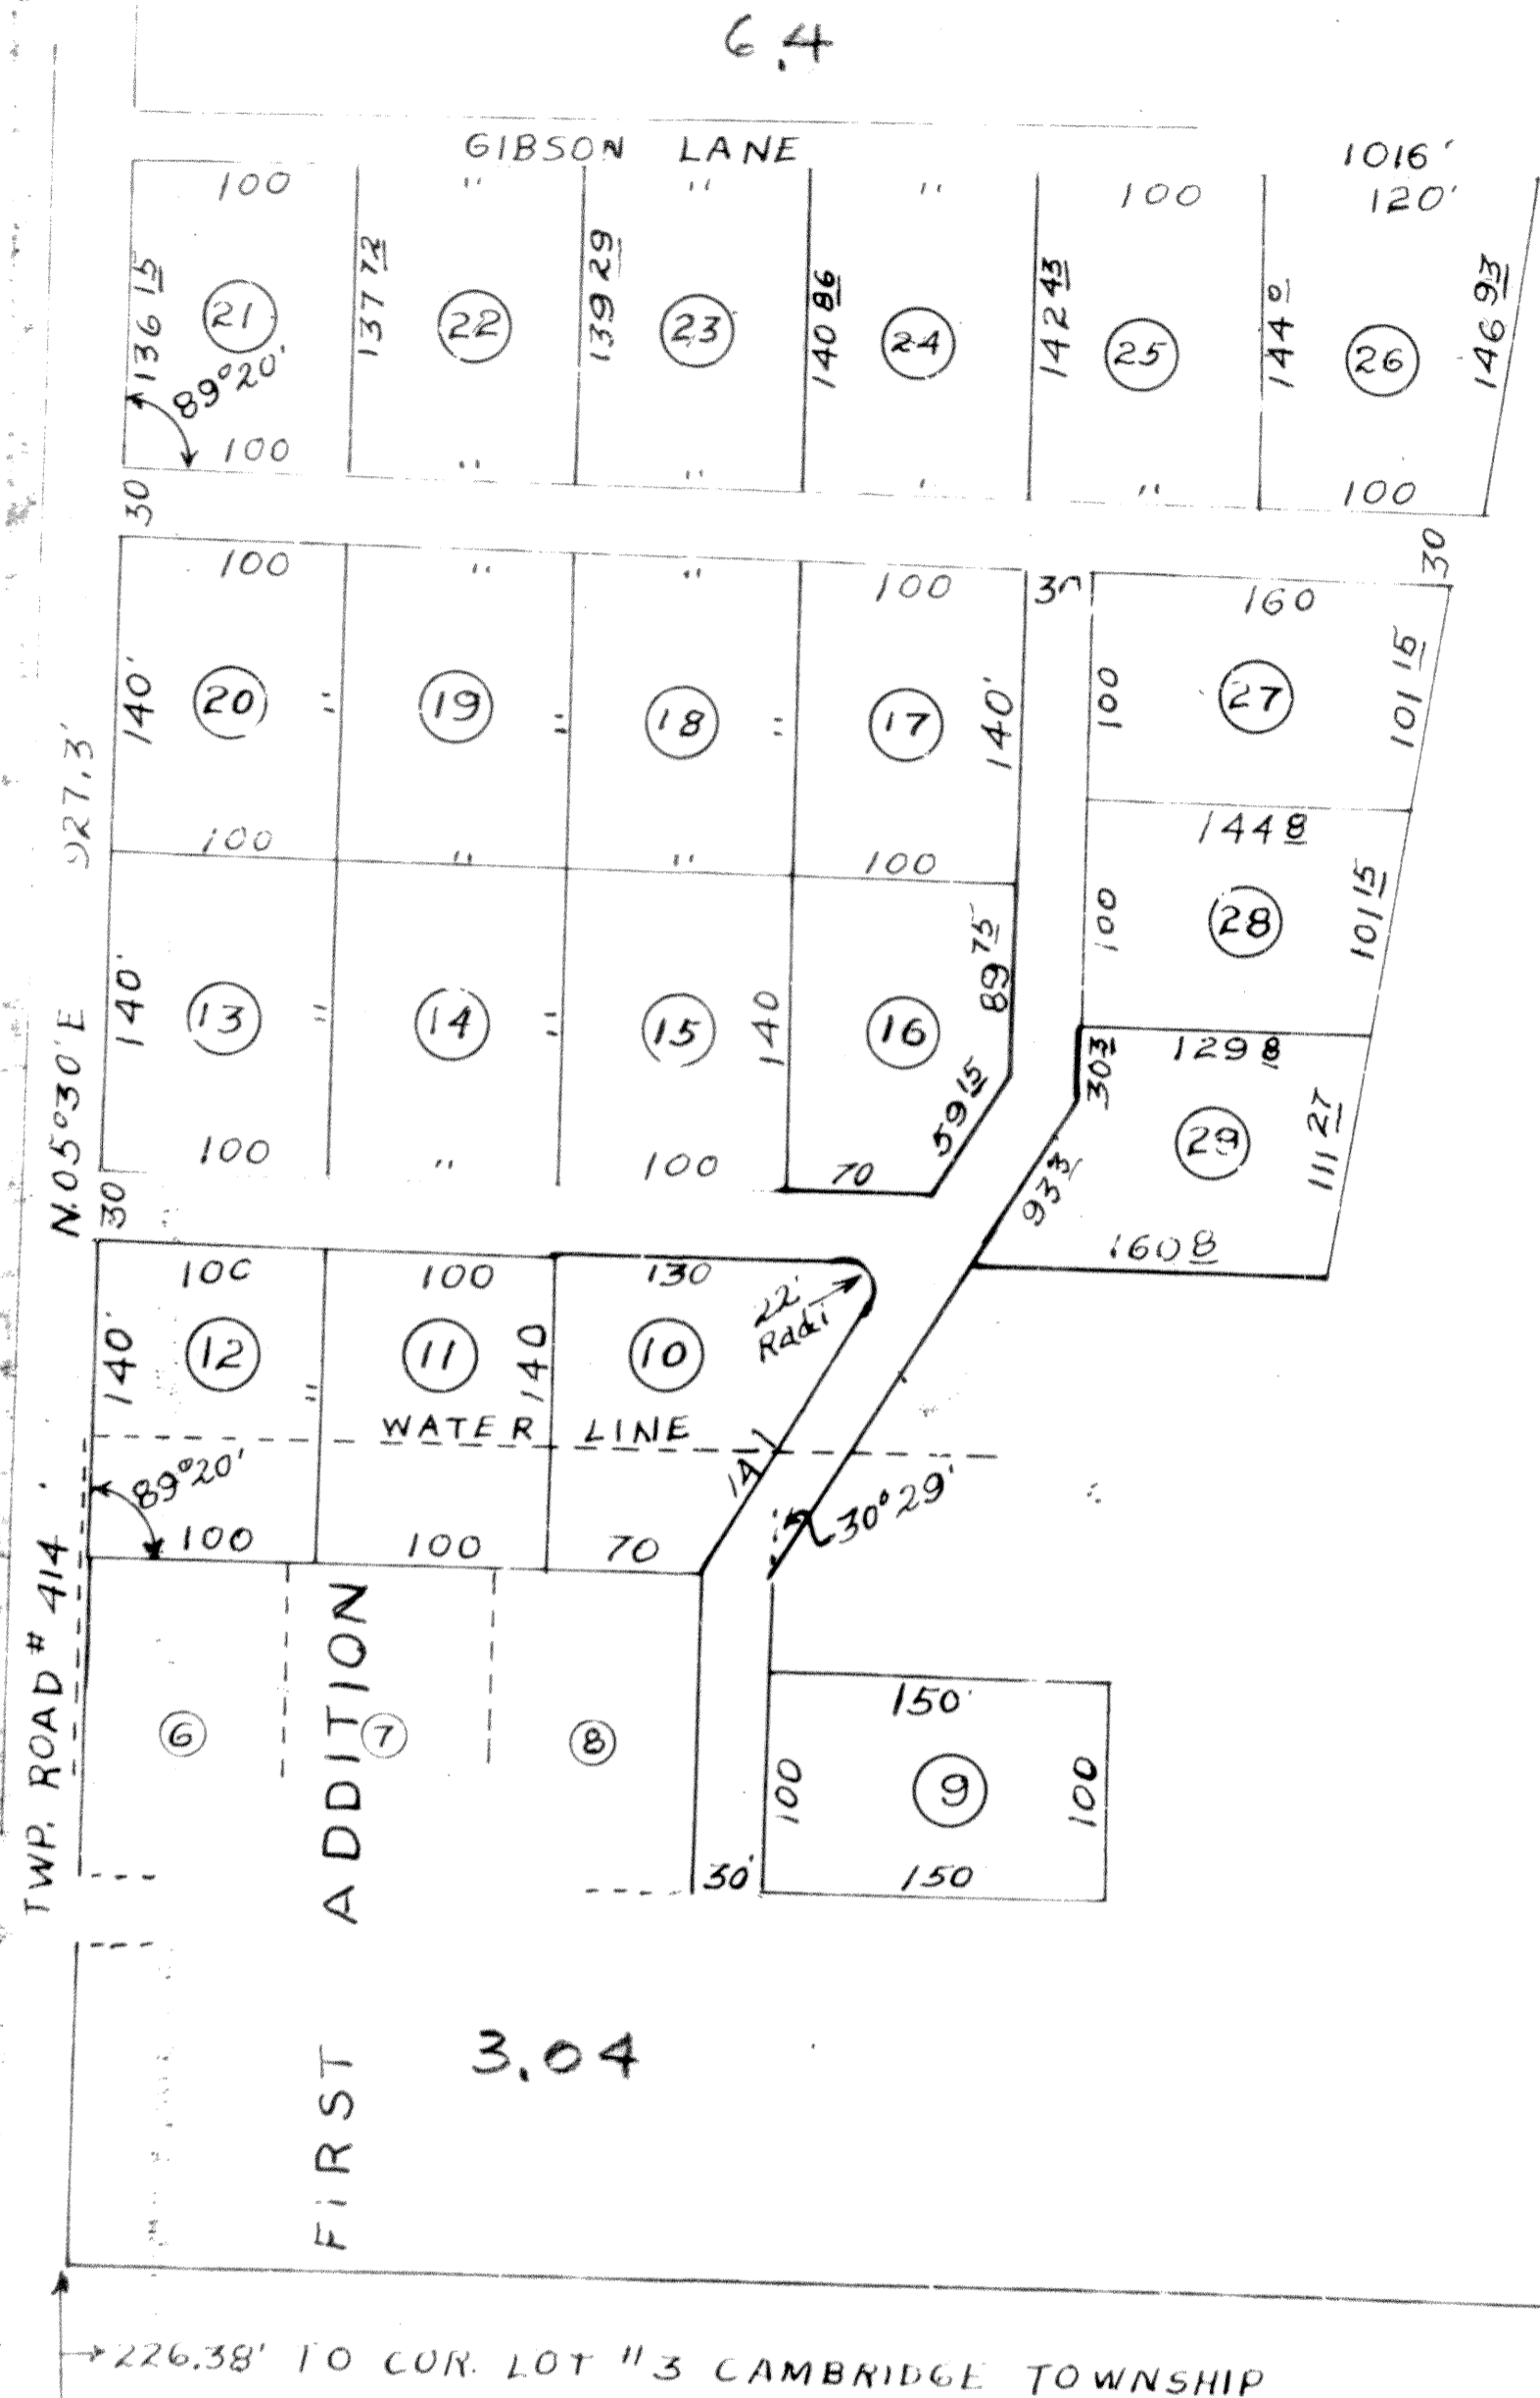 6.4
GIBSON LANE
1016'
100 " " " 100 120'
136 15 137 72 139 29 140 86 142 43 144 0 146 93
21 22 23 24 25 26
89°20'
100 " " ' " 100
30 30
100 " " 100 30 160
140' 20 " 19 " 18 " 17 140' 100 27 101 15
927.3'
100 " " 100
144 8
140' 13 " 14 " 15 140 16 89 75 100 28 101 15
N.05°30'E
129 8
59 15 30 3 29 111 27
93 3
100 " 100 70
160 8
30
100 100 130
22' Radi
140' 12 " 11 140 10
WATER LINE
141
89°20'
30°29'
100 100 70
TWP. ROAD # 414
6 7 8
150'
100 9 100
30' 150
FIRST ADDITION
3.04
226.38' TO COR. LOT "3 CAMBRIDGE TOWNSHIP